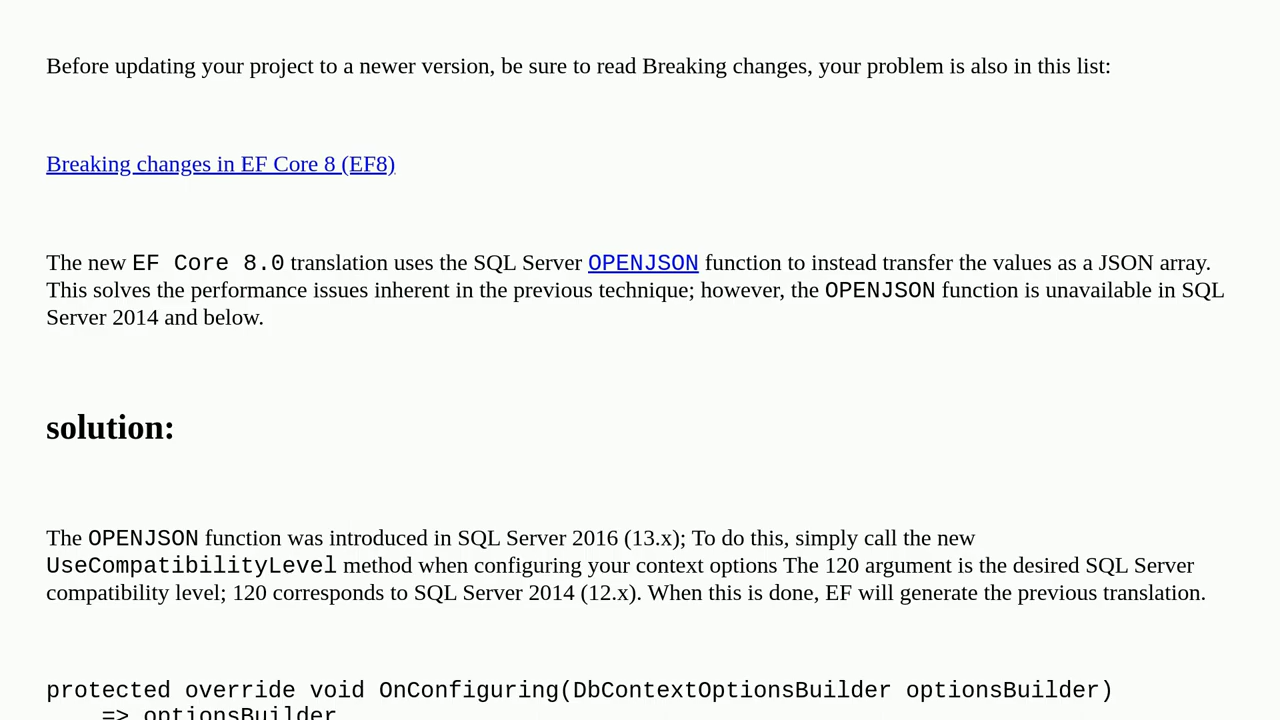 Before updating your project to a newer version, be sure to read Breaking changes, your problem is also in this list:
Breaking changes in EF Core 8 (EF8)
The new EF Core 8.0 translation uses the SQL Server OPENJSON function to instead transfer the values as a JSON array.
This solves the performance issues inherent in the previous technique; however, the OPENJSON function is unavailable in SQL
Server 2014 and below.
solution:
The OPENJSON function was introduced in SQL Server 2016 (13.x); To do this, simply call the new
UseCompatibilityLevel method when configuring your context options The 120 argument is the desired SQL Server
compatibility level; 120 corresponds to SQL Server 2014 (12.x). When this is done, EF will generate the previous translation.
protected override void OnConfiguring(DbContextOptionsBuilder optionsBuilder)
    => optionsBuilder